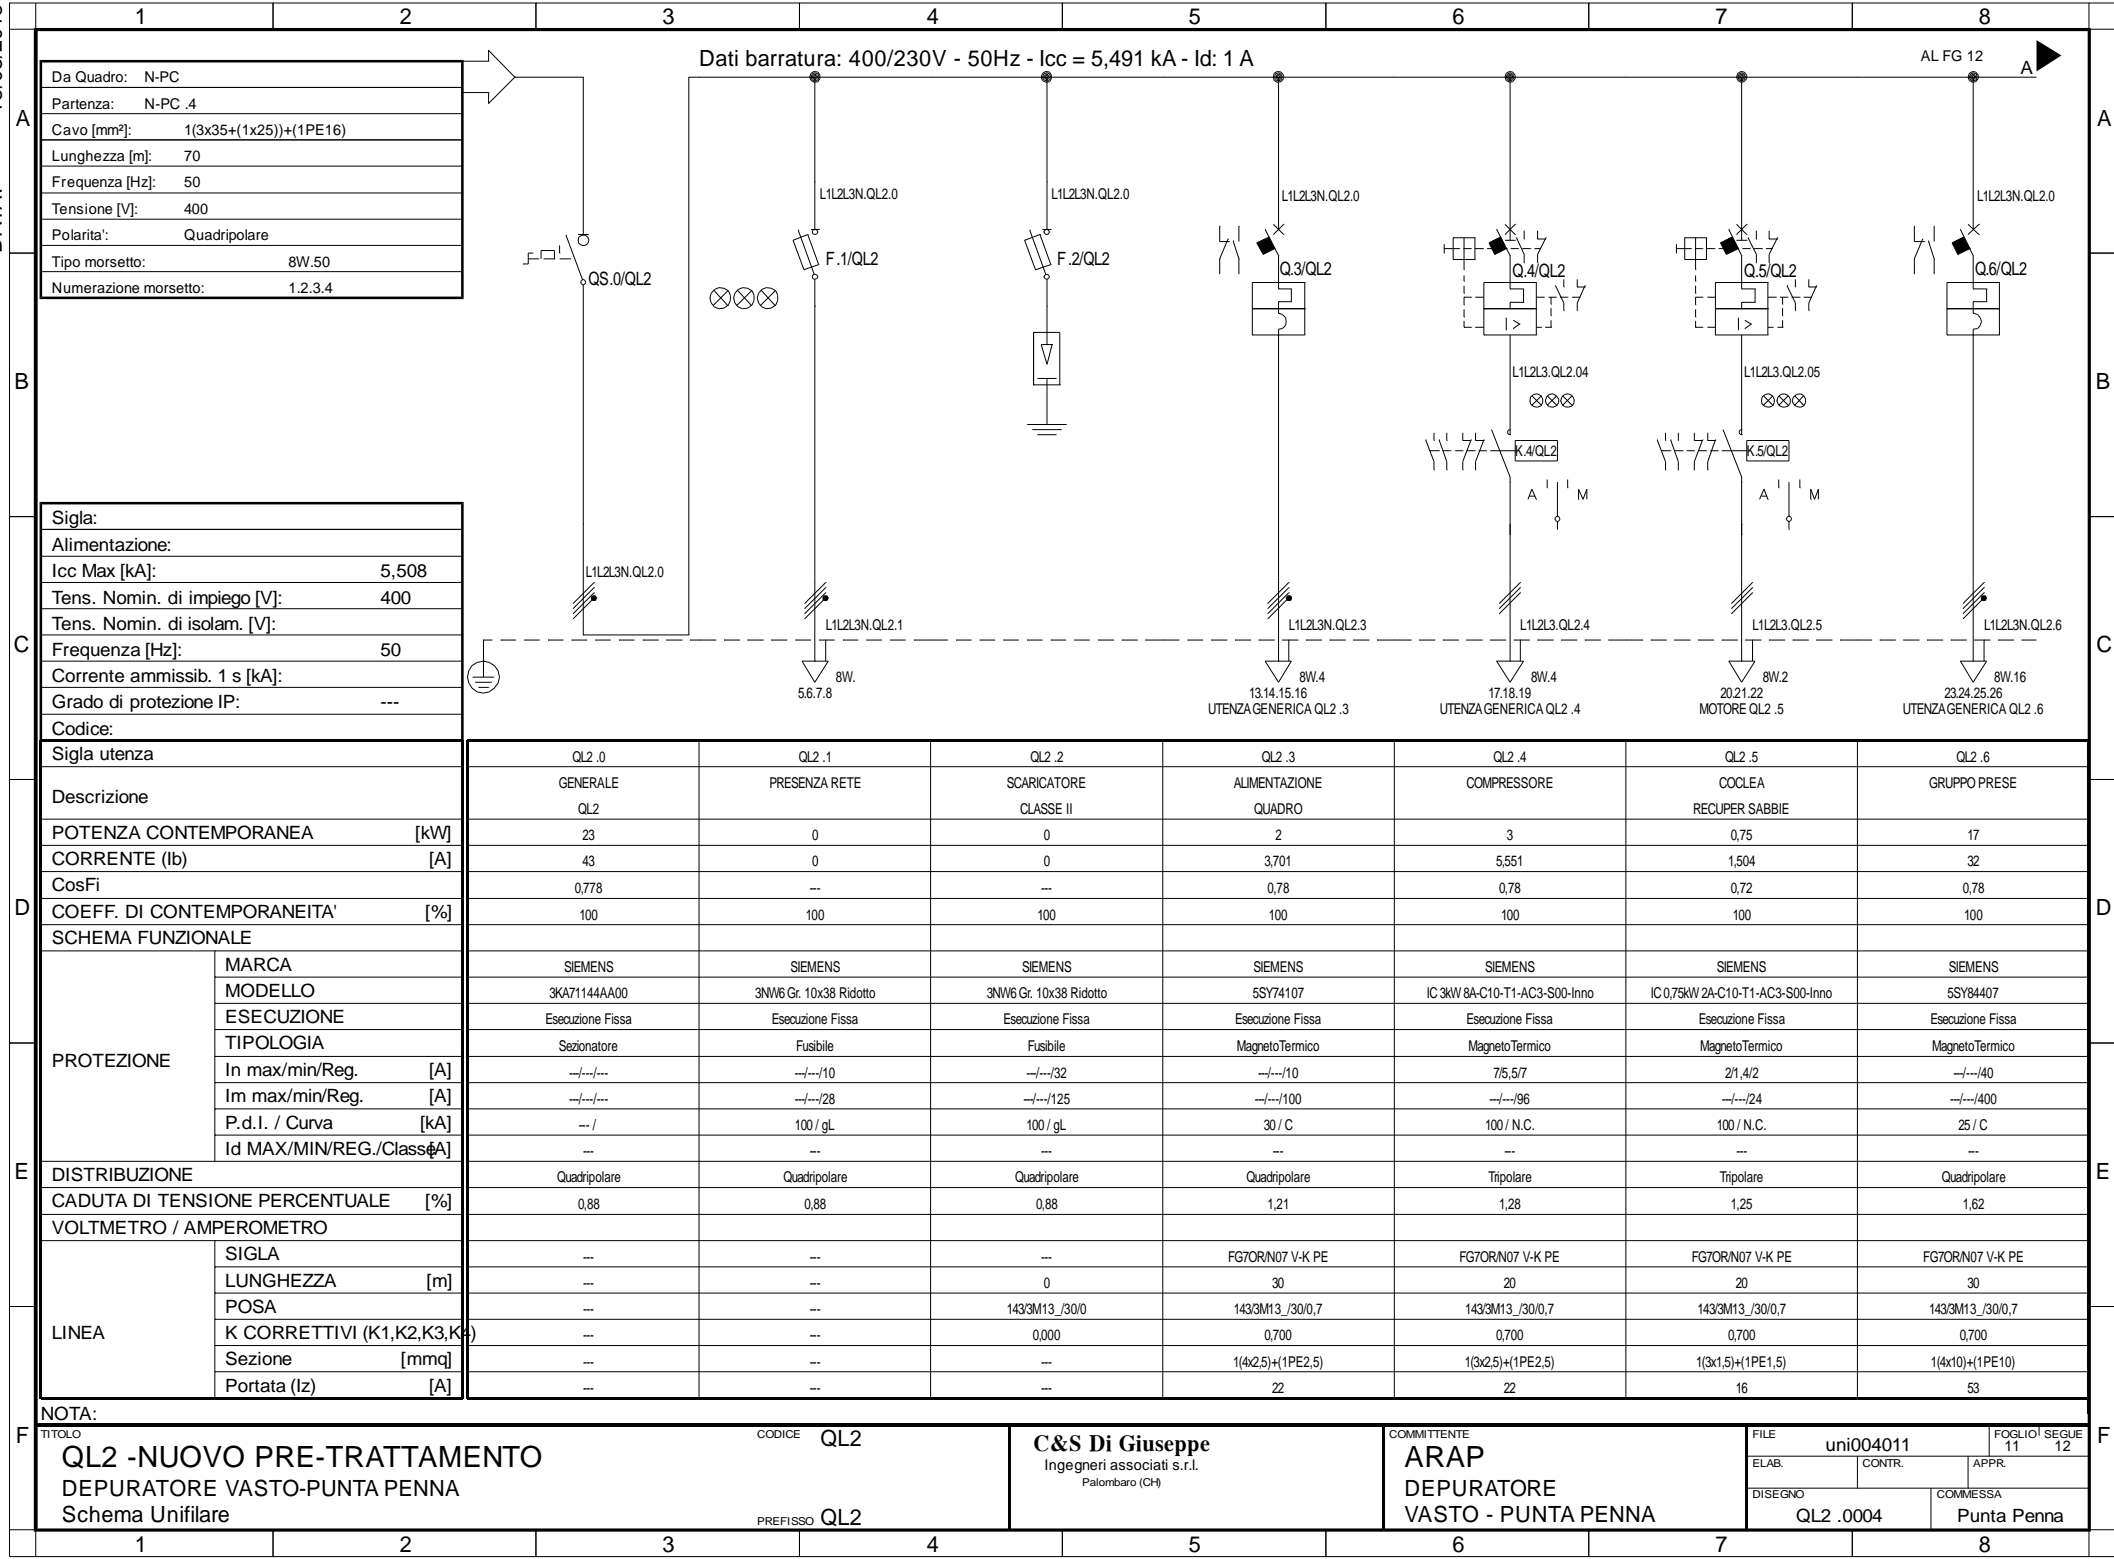 1 2 3 4 5 6 7 8
Dati barratura: 400/230V - 50Hz - Icc = 5,491 kA - Id: 1 A
AL FG 12
A
Da Quadro: N-PC
Partenza: N-PC .4
Cavo [mm²]: 1(3x35+(1x25))+(1PE16)
Lunghezza [m]: 70
Frequenza [Hz]: 50
Tensione [V]: 400
Polarita': Quadripolare
Tipo morsetto: 8W.50
Numerazione morsetto: 1.2.3.4
A A
L1L2L3N.QL2.0 L1L2L3N.QL2.0 L1L2L3N.QL2.0 L1L2L3N.QL2.0
QS.0/QL2 F.1/QL2 F.2/QL2 Q.3/QL2 Q.4/QL2 Q.5/QL2 Q.6/QL2
I > I >
B B
L1L2L3.QL2.04 L1L2L3.QL2.05
K.4/QL2 K.5/QL2
A M A M
Sigla:
Alimentazione:
Icc Max [kA]: 5,508
Tens. Nomin. di impiego [V]: 400
Tens. Nomin. di isolam. [V]:
Frequenza [Hz]: 50
Corrente ammissib. 1 s [kA]:
Grado di protezione IP: ---
Codice:
L1L2L3N.QL2.0
C C
L1L2L3N.QL2.1 L1L2L3N.QL2.3 L1L2L3.QL2.4 L1L2L3.QL2.5 L1L2L3N.QL2.6
8W. 8W.4 8W.4 8W.2 8W.16
5.6.7.8 13.14.15.16 17.18.19 20.21.22 23.24.25.26
UTENZA GENERICA QL2 .3 UTENZA GENERICA QL2 .4 MOTORE QL2 .5 UTENZA GENERICA QL2 .6
Sigla utenza QL2 .0 QL2 .1 QL2 .2 QL2 .3 QL2 .4 QL2 .5 QL2 .6
Descrizione GENERALE PRESENZA RETE SCARICATORE ALIMENTAZIONE COMPRESSORE COCLEA GRUPPO PRESE
QL2 CLASSE II QUADRO RECUPER SABBIE
POTENZA CONTEMPORANEA [kW] 23 0 0 2 3 0,75 17
CORRENTE (Ib) [A] 43 0 0 3,701 5,551 1,504 32
CosFi 0,778 --- --- 0,78 0,78 0,72 0,78
D COEFF. DI CONTEMPORANEITA' [%] 100 100 100 100 100 100 100 D
SCHEMA FUNZIONALE
PROTEZIONE
MARCA SIEMENS SIEMENS SIEMENS SIEMENS SIEMENS SIEMENS SIEMENS
MODELLO 3KA71144AA00 3NW6 Gr. 10x38 Ridotto 3NW6 Gr. 10x38 Ridotto 5SY74107 IC 3kW 8A-C10-T1-AC3-S00-Inno IC 0,75kW 2A-C10-T1-AC3-S00-Inno 5SY84407
ESECUZIONE Esecuzione Fissa Esecuzione Fissa Esecuzione Fissa Esecuzione Fissa Esecuzione Fissa Esecuzione Fissa Esecuzione Fissa
TIPOLOGIA Sezionatore Fusibile Fusibile MagnetoTermico MagnetoTermico MagnetoTermico MagnetoTermico
In max/min/Reg. [A] ---/---/--- ---/---/10 ---/---/32 ---/---/10 7/5,5/7 2/1,4/2 ---/---/40
Im max/min/Reg. [A] ---/---/--- ---/---/28 ---/---/125 ---/---/100 ---/---/96 ---/---/24 ---/---/400
P.d.I. / Curva [kA] --- / 100 / gL 100 / gL 30 / C 100 / N.C. 100 / N.C. 25 / C
Id MAX/MIN/REG./Classe[A] --- --- --- --- --- --- ---
E DISTRIBUZIONE Quadripolare Quadripolare Quadripolare Quadripolare Tripolare Tripolare Quadripolare E
CADUTA DI TENSIONE PERCENTUALE [%] 0,88 0,88 0,88 1,21 1,28 1,25 1,62
VOLTMETRO / AMPEROMETRO
LINEA
SIGLA --- --- --- FG7OR/N07 V-K PE FG7OR/N07 V-K PE FG7OR/N07 V-K PE FG7OR/N07 V-K PE
LUNGHEZZA [m] --- --- 0 30 20 20 30
POSA --- --- 143/3M13_/30/0 143/3M13_/30/0,7 143/3M13_/30/0,7 143/3M13_/30/0,7 143/3M13_/30/0,7
K CORRETTIVI (K1,K2,K3,K4) --- --- 0,000 0,700 0,700 0,700 0,700
Sezione [mmq] --- --- --- 1(4x2,5)+(1PE2,5) 1(3x2,5)+(1PE2,5) 1(3x1,5)+(1PE1,5) 1(4x10)+(1PE10)
Portata (Iz) [A] --- --- --- 22 22 16 53
NOTA:
F F
TITOLO
QL2 -NUOVO PRE-TRATTAMENTO
DEPURATORE VASTO-PUNTA PENNA
Schema Unifilare
CODICE QL2
PREFISSO QL2
C&S Di Giuseppe
Ingegneri associati s.r.l.
Palombaro (CH)
COMMITTENTE
ARAP
DEPURATORE
VASTO - PUNTA PENNA
FILE uni004011
FOGLIO 11 SEGUE 12
ELAB. CONTR. APPR.
DISEGNO QL2 .0004
COMMESSA Punta Penna
1 2 3 4 5 6 7 8